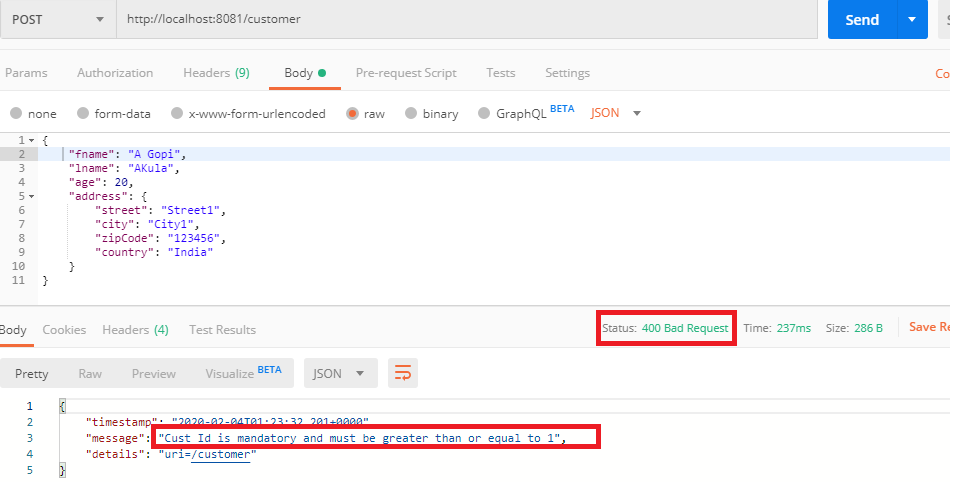 POST http://localhost:8081/customer Send
Params Authorization Headers (9) Body Pre-request Script Tests Settings
none form-data x-www-form-urlencoded raw binary GraphQL BETA JSON
1 {
2 "fname": "A Gopi",
3 "lname": "AKula",
4 "age": 20,
5 "address": {
6 "street": "Street1",
7 "city": "City1",
8 "zipCode": "123456",
9 "country": "India"
10 }
11 }
Body Cookies Headers (4) Test Results Status: 400 Bad Request Time: 237ms Size: 286 B Save
Pretty Raw Preview Visualize BETA JSON
1 {
2 "timestamp": "2020-02-04T01:23:32.201+0000"
3 "message": "Cust Id is mandatory and must be greater than or equal to 1",
4 "details": "uri=/customer"
5 }